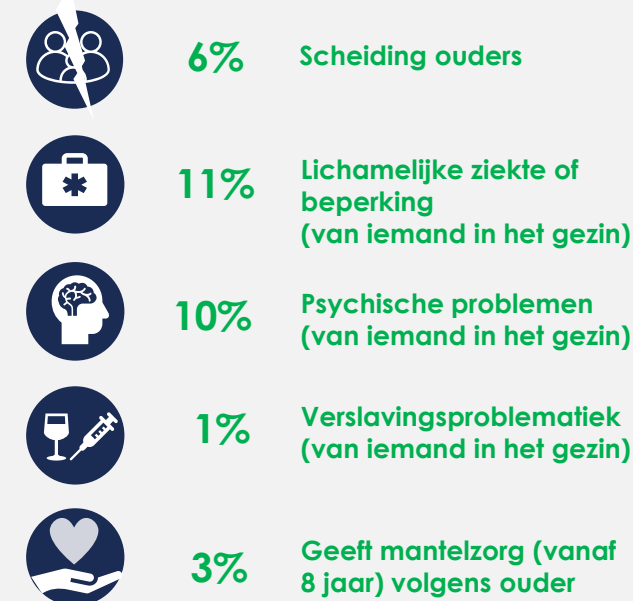 6% Scheiding ouders
11% Lichamelijke ziekte of
beperking
(van iemand in het gezin)
10% Psychische problemen
(van iemand in het gezin)
1% Verslavingsproblematiek
(van iemand in het gezin)
3% Geeft mantelzorg (vanaf
8 jaar) volgens ouder